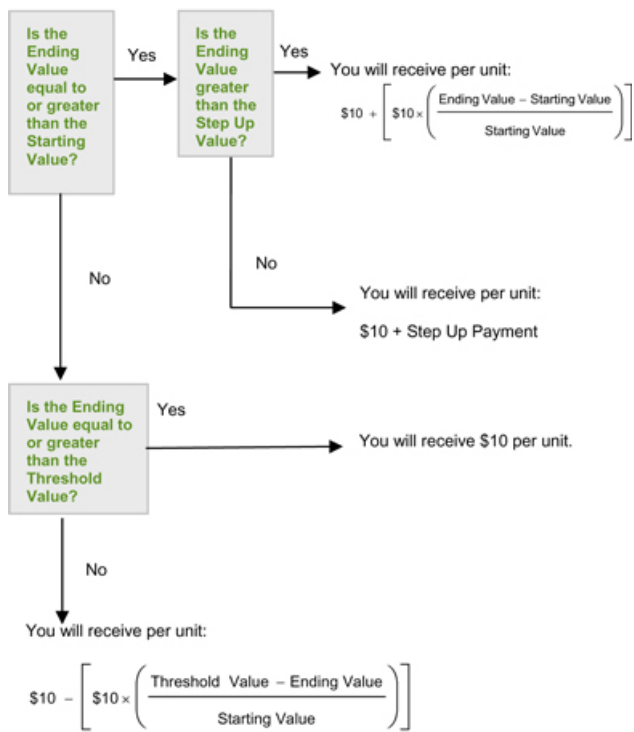 Is the
Ending
Value
equal to
or greater
than the
Starting
Value?
Yes
Is the
Ending
Value
greater
than the
Step Up
Value?
Yes
You will receive per unit:
$10 + [ $10 × ( Ending Value – Starting Value
Starting Value ) ]
No
No
You will receive per unit:
$10 + Step Up Payment
Is the Ending
Value equal to
or greater
than the
Threshold
Value?
Yes
You will receive $10 per unit.
No
You will receive per unit:
$10 – [ $10 × ( Threshold Value – Ending Value
Starting Value ) ]